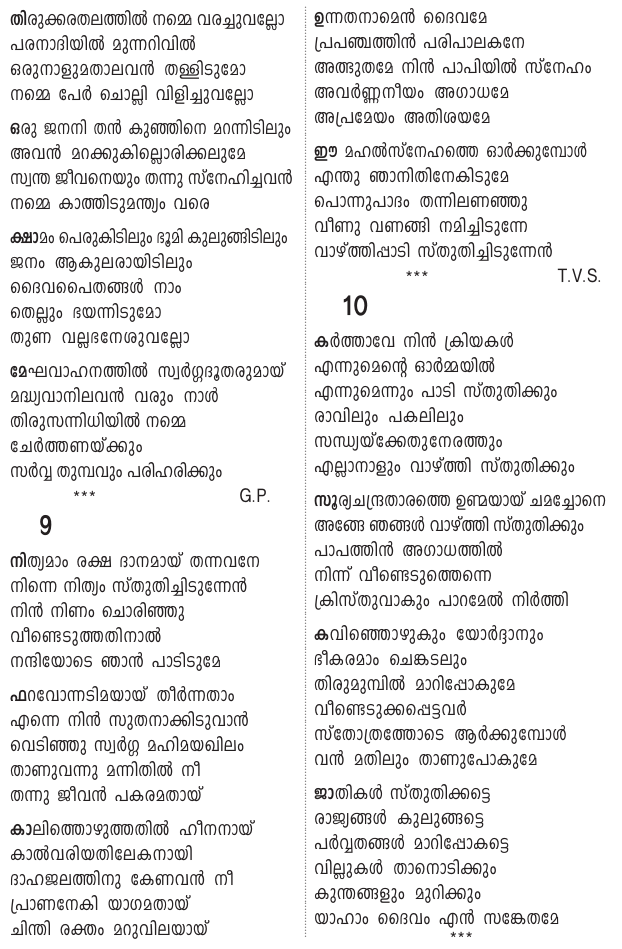 തിരുക്കരതലത്തിൽ നമ്മെ വരച്ചുവല്ലോ
പരനാദിയിൽ മുന്നറിവിൽ
ഒരുനാളുമതാലവൻ തള്ളിടുമോ
നമ്മെ പേർ ചൊല്ലി വിളിച്ചുവല്ലോ
ഒരു ജനനി തൻ കുഞ്ഞിനെ മറന്നിടിലും
അവൻ മറക്കുകില്ലൊരിക്കലുമേ
സ്വന്ത ജീവനെയും തന്നു സ്നേഹിച്ചവൻ
നമ്മെ കാത്തിടുമന്ത്യം വരെ
ക്ഷാമം പെരുകിടിലും ഭൂമി കുലുങ്ങിടിലും
ജനം ആകുലരായിടിലും
ദൈവപൈതങ്ങൾ നാം
തെല്ലും ഭയന്നിടുമോ
തുണ വല്ലഭനേശുവല്ലോ
മേഘവാഹനത്തിൽ സ്വർഗ്ഗദൂതരുമായ്
മദ്ധ്യവാനിലവൻ വരും നാൾ
തിരുസന്നിധിയിൽ നമ്മെ
ചേർത്തണയ്ക്കും
സർവ്വ തുമ്പവും പരിഹരിക്കും
*** G.P.
9
നിത്യമാം രക്ഷ ദാനമായ് തന്നവനേ
നിന്നെ നിത്യം സ്തുതിച്ചിടുന്നേൻ
നിൻ നിണം ചൊരിഞ്ഞു
വീണ്ടെടുത്തതിനാൽ
നന്ദിയോടെ ഞാൻ പാടിടുമേ
ഫറവോന്നടിമയായ് തീർന്നതാം
എന്നെ നിൻ സുതനാക്കിടുവാൻ
വെടിഞ്ഞു സ്വർഗ്ഗ മഹിമയഖിലം
താണുവന്നു മന്നിതിൽ നീ
തന്നു ജീവൻ പകരമതായ്
കാലിത്തൊഴുത്തതിൽ ഹീനനായ്
കാൽവരിയതിലേകനായി
ദാഹജലത്തിനു കേണവൻ നീ
പ്രാണനേകി യാഗമതായ്
ചിന്തി രക്തം മറുവിലയായ്
ഉന്നതനാമെൻ ദൈവമേ
പ്രപഞ്ചത്തിൻ പരിപാലകനേ
അത്ഭുതമേ നിൻ പാപിയിൽ സ്നേഹം
അവർണ്ണനീയം അഗാധമേ
അപ്രമേയം അതിശയമേ
ഈ മഹൽസ്നേഹത്തെ ഓർക്കുമ്പോൾ
എന്തു ഞാനിതിനേകിടുമേ
പൊന്നുപാദം തന്നിലണഞ്ഞു
വീണു വണങ്ങി നമിച്ചിടുന്നേ
വാഴ്ത്തിപ്പാടി സ്തുതിച്ചിടുന്നേൻ
*** T.V.S.
10
കർത്താവേ നിൻ ക്രിയകൾ
എന്നുമെന്റെ ഓർമ്മയിൽ
എന്നുമെന്നും പാടി സ്തുതിക്കും
രാവിലും പകലിലും
സന്ധ്യയ്ക്കേതുനേരത്തും
എല്ലാനാളും വാഴ്ത്തി സ്തുതിക്കും
സൂര്യചന്ദ്രതാരത്തെ ഉണ്മയായ് ചമച്ചോനെ
അങ്ങേ ഞങ്ങൾ വാഴ്ത്തി സ്തുതിക്കും
പാപത്തിൻ അഗാധത്തിൽ
നിന്ന് വീണ്ടെടുത്തെന്നെ
ക്രിസ്തുവാകും പാറമേൽ നിർത്തി
കവിഞ്ഞൊഴുകും യോർദ്ദാനും
ഭീകരമാം ചെങ്കടലും
തിരുമുമ്പിൽ മാറിപ്പോകുമേ
വീണ്ടെടുക്കപ്പെട്ടവർ
സ്തോത്രത്തോടെ ആർക്കുമ്പോൾ
വൻ മതിലും താണുപോകുമേ
ജാതികൾ സ്തുതിക്കട്ടെ
രാജ്യങ്ങൾ കുലുങ്ങട്ടെ
പർവ്വതങ്ങൾ മാറിപ്പോകട്ടെ
വില്ലുകൾ താനൊടിക്കും
കുന്തങ്ങളും മുറിക്കും
യാഹാം ദൈവം എൻ സങ്കേതമേ
***